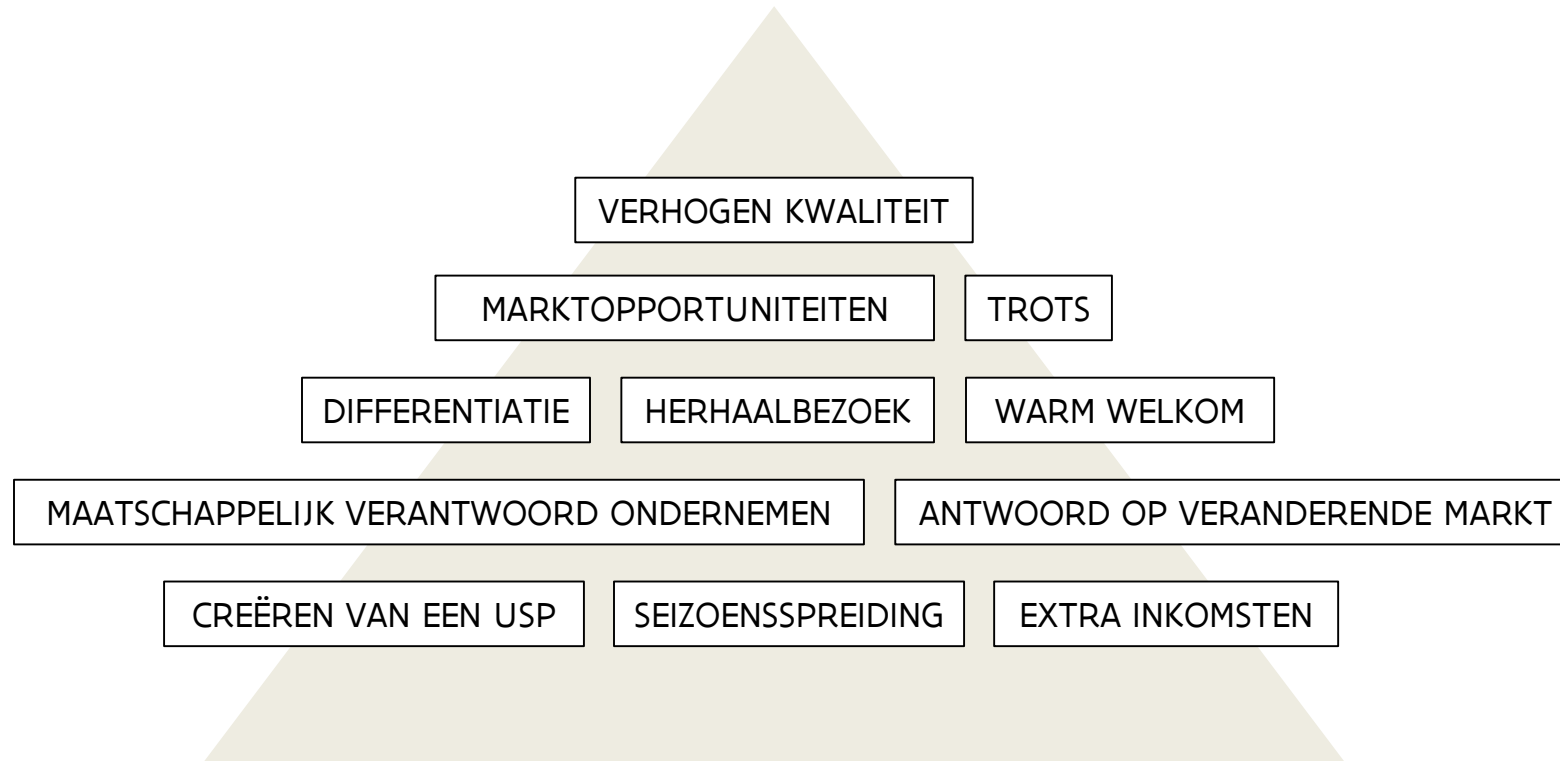 VERHOGEN KWALITEIT
MARKTOPPORTUNITEITEN TROTS
DIFFERENTIATIE HERHAALBEZOEK WARM WELKOM
MAATSCHAPPELIJK VERANTWOORD ONDERNEMEN ANTWOORD OP VERANDERENDE MARKT
CREËREN VAN EEN USP SEIZOENSSPREIDING EXTRA INKOMSTEN